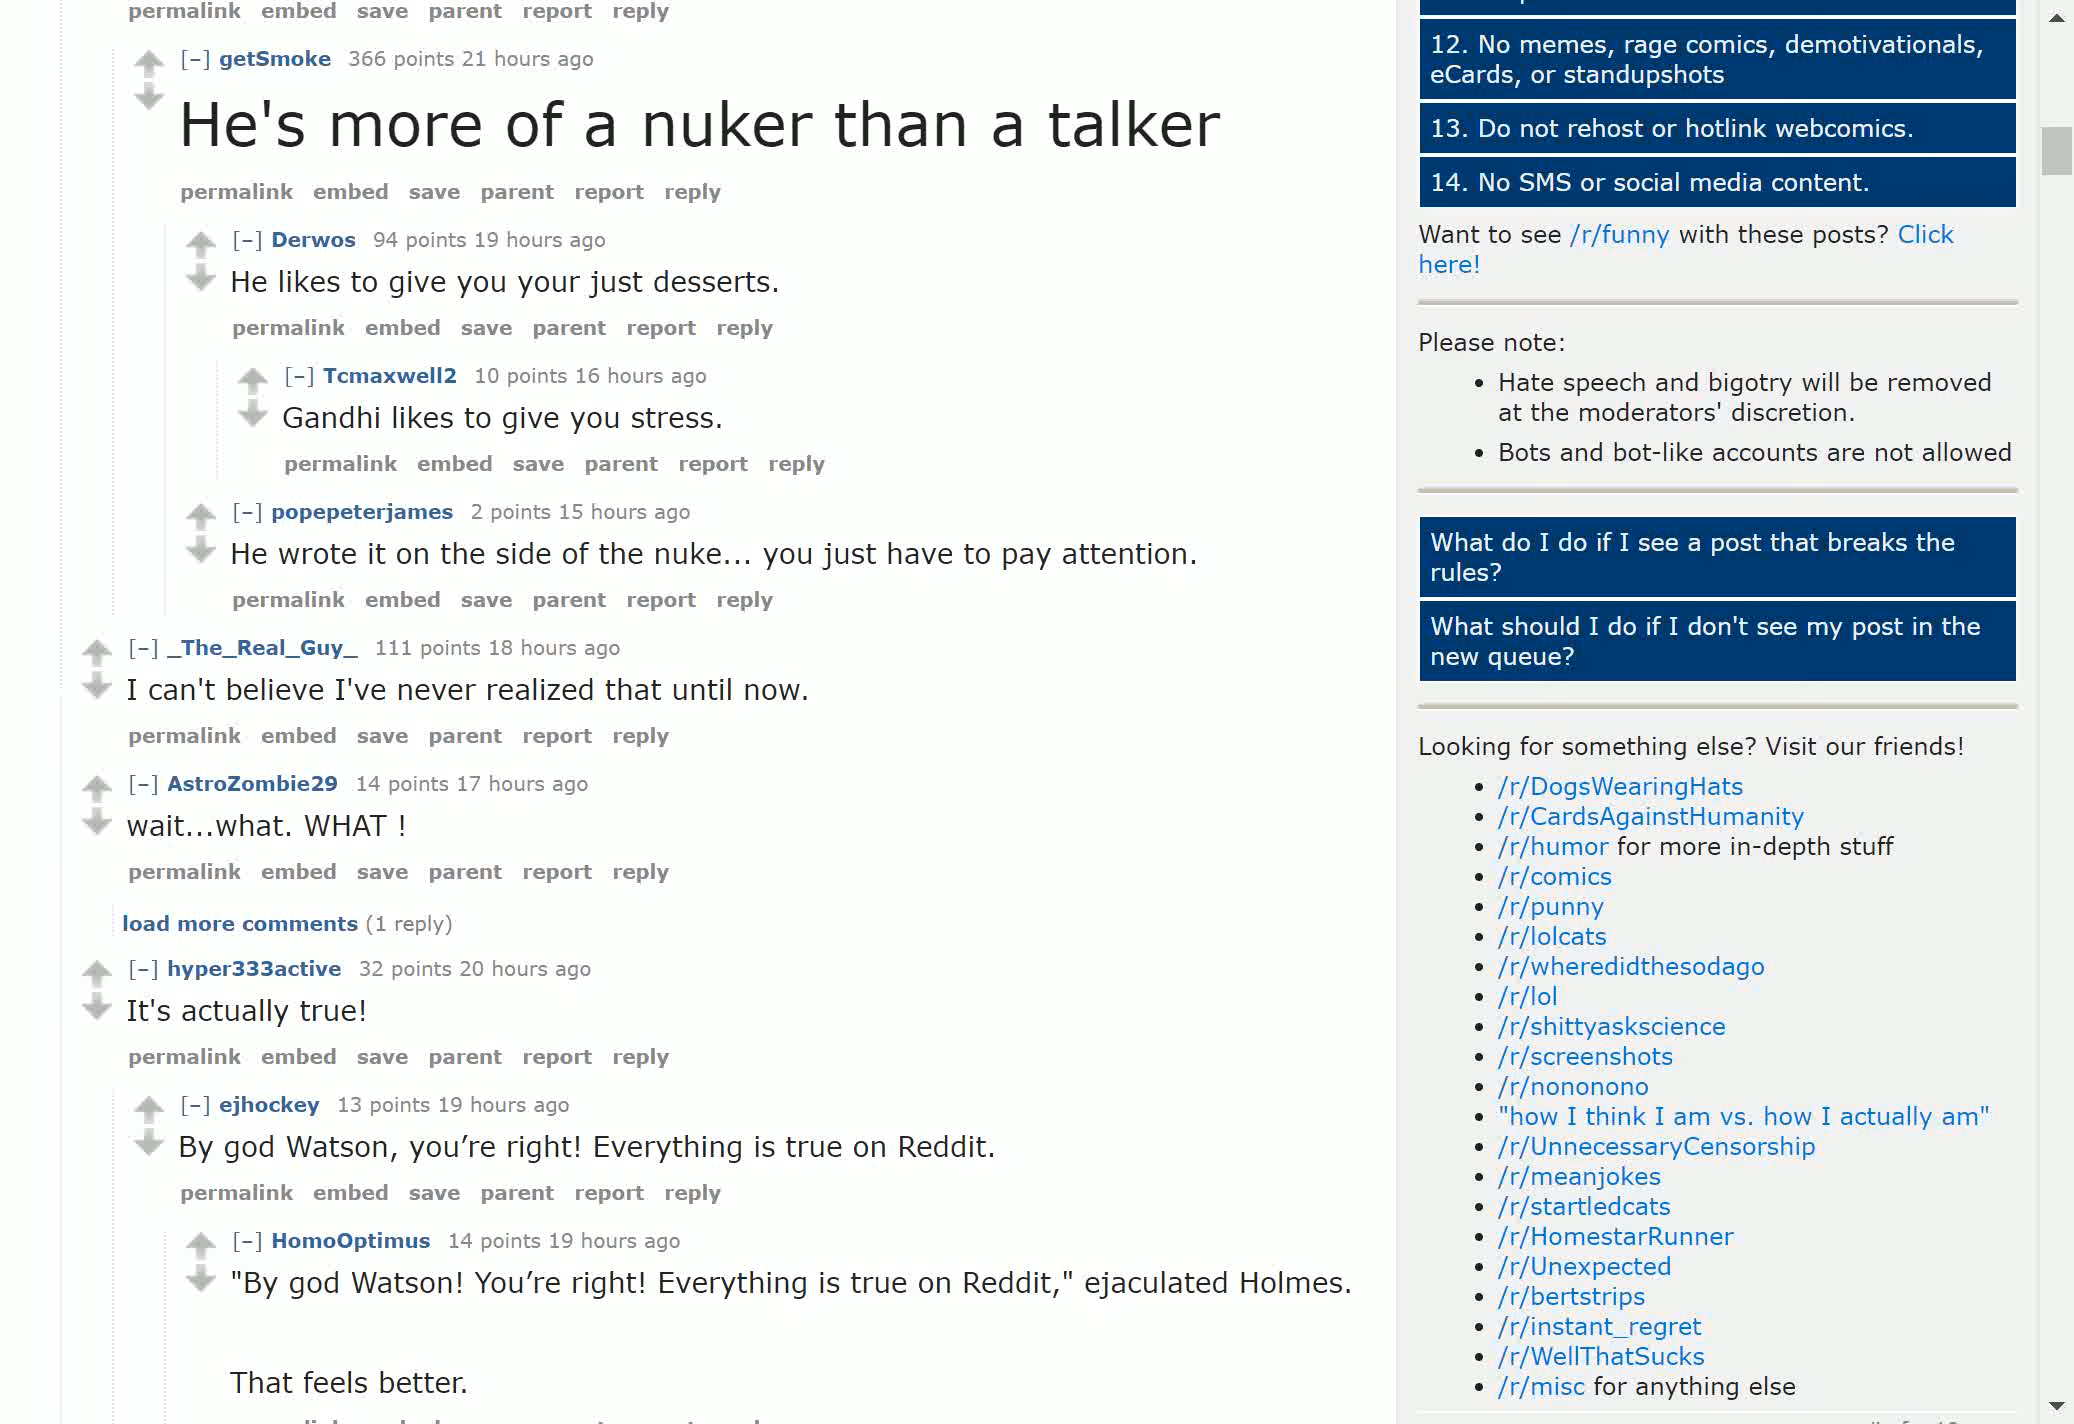 permalink embed save parent report reply
[–] getSmoke 366 points 21 hours ago
He's more of a nuker than a talker
permalink embed save parent report reply
[–] Derwos 94 points 19 hours ago
He likes to give you your just desserts.
permalink embed save parent report reply
[–] Tcmaxwell2 10 points 16 hours ago
Gandhi likes to give you stress.
permalink embed save parent report reply
[–] popepeterjames 2 points 15 hours ago
He wrote it on the side of the nuke... you just have to pay attention.
permalink embed save parent report reply
[–] _The_Real_Guy_ 111 points 18 hours ago
I can't believe I've never realized that until now.
permalink embed save parent report reply
[–] AstroZombie29 14 points 17 hours ago
wait...what. WHAT !
permalink embed save parent report reply
load more comments (1 reply)
[–] hyper333active 32 points 20 hours ago
It's actually true!
permalink embed save parent report reply
[–] ejhockey 13 points 19 hours ago
By god Watson, you’re right! Everything is true on Reddit.
permalink embed save parent report reply
[–] HomoOptimus 14 points 19 hours ago
"By god Watson! You’re right! Everything is true on Reddit," ejaculated Holmes.
That feels better.
12. No memes, rage comics, demotivationals,
eCards, or standupshots
13. Do not rehost or hotlink webcomics.
14. No SMS or social media content.
Want to see /r/funny with these posts? Click
here!
Please note:
• Hate speech and bigotry will be removed
at the moderators' discretion.
• Bots and bot-like accounts are not allowed
What do I do if I see a post that breaks the
rules?
What should I do if I don't see my post in the
new queue?
Looking for something else? Visit our friends!
• /r/DogsWearingHats
• /r/CardsAgainstHumanity
• /r/humor for more in-depth stuff
• /r/comics
• /r/punny
• /r/lolcats
• /r/wheredidthesodago
• /r/lol
• /r/shittyaskscience
• /r/screenshots
• /r/nononono
• "how I think I am vs. how I actually am"
• /r/UnnecessaryCensorship
• /r/meanjokes
• /r/startledcats
• /r/HomestarRunner
• /r/Unexpected
• /r/bertstrips
• /r/instant_regret
• /r/WellThatSucks
• /r/misc for anything else